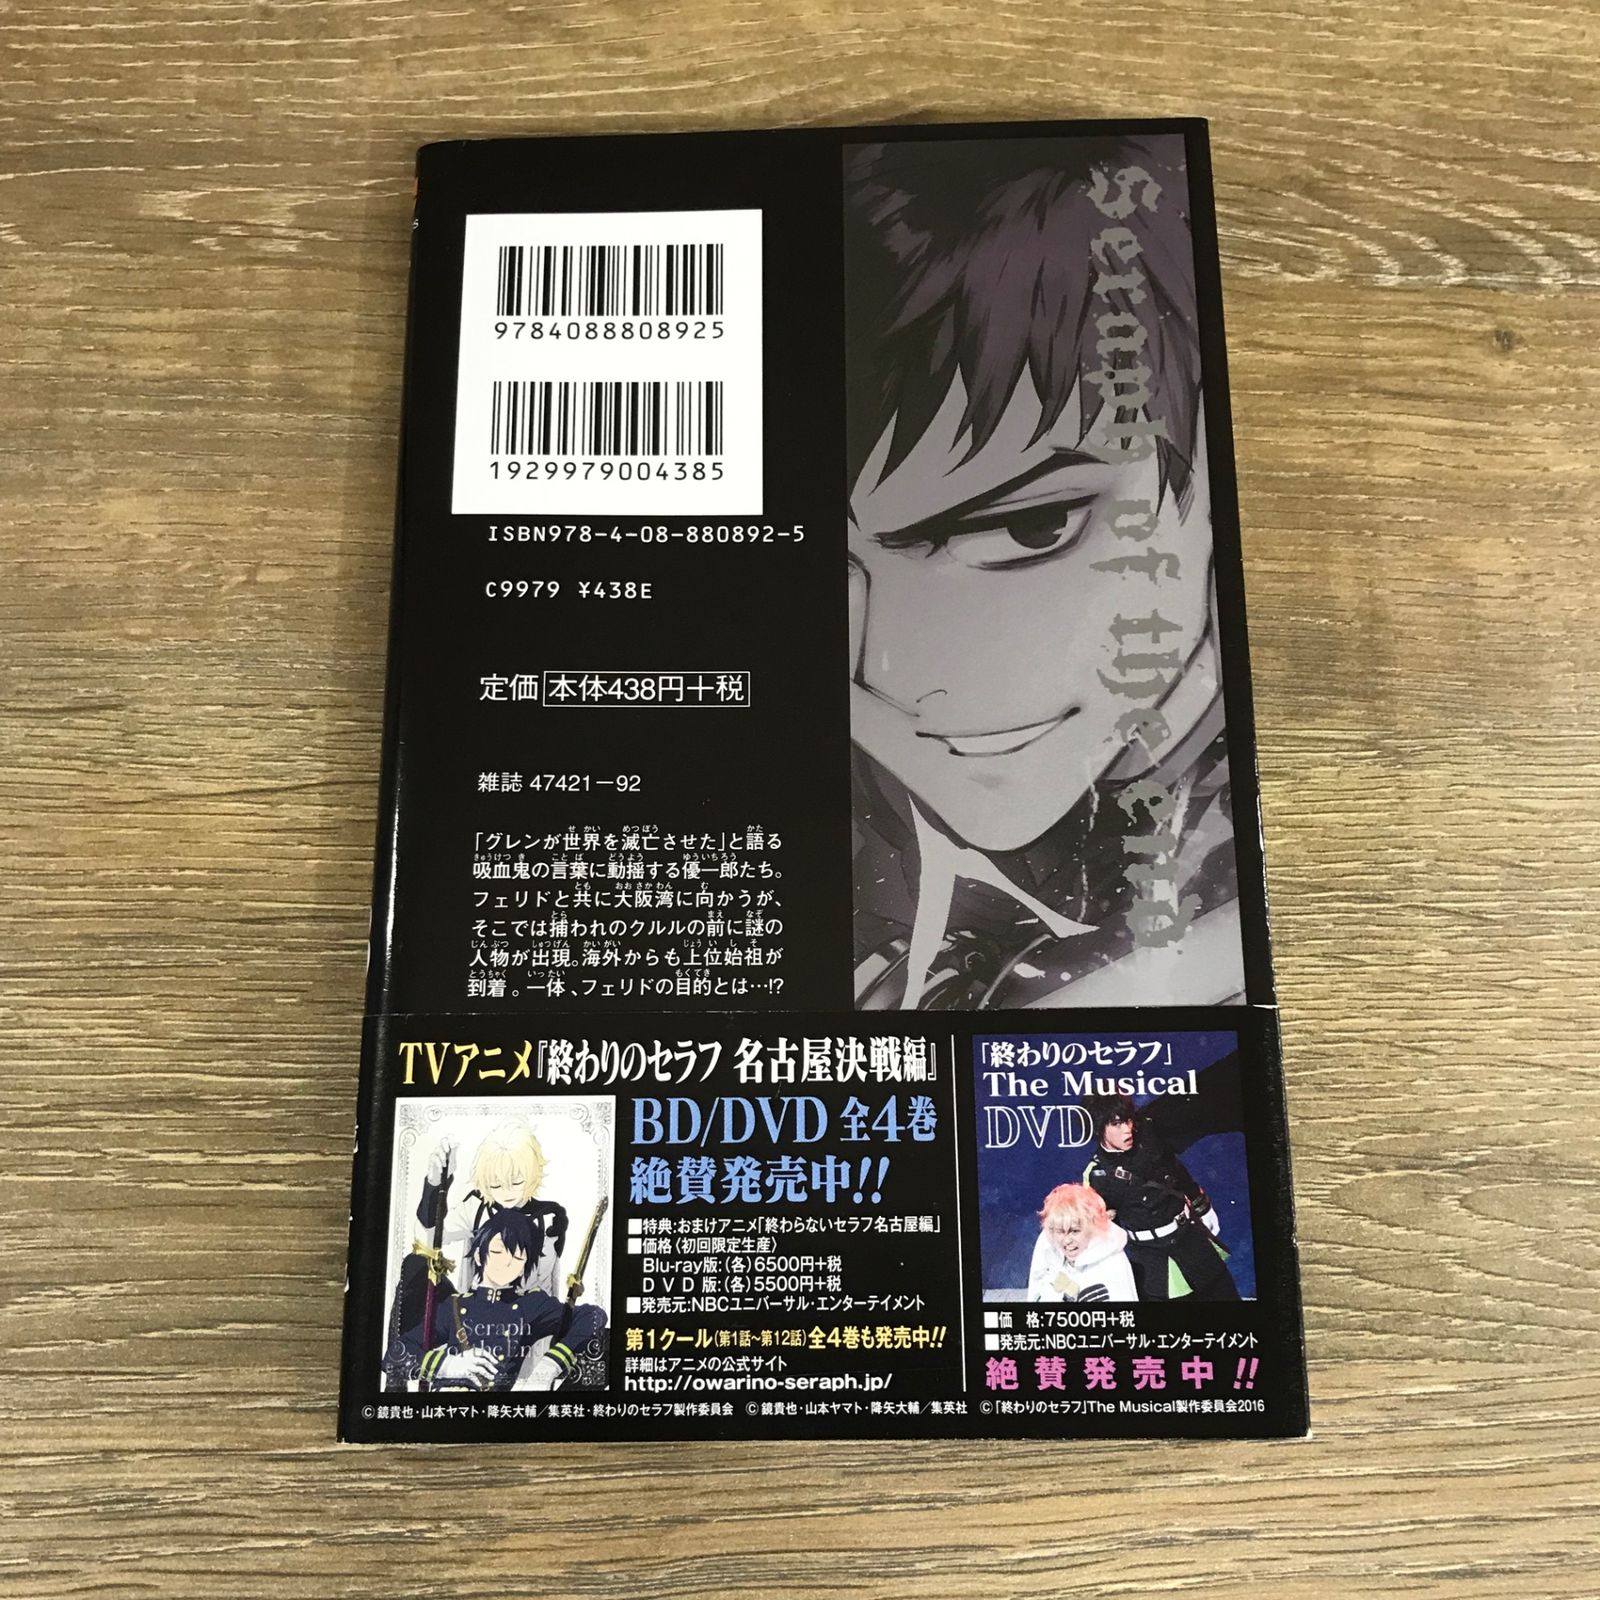 9784088808925
1929979004385
ISBN978-4-08-880892-5
C9979 ¥438E
定価 本体438円+税
雑誌 47421-92
「グレンが世界を滅亡させた」と語る
吸血鬼の言葉に動揺する優一郎たち。
フェリドと共に大阪湾に向かうが、
そこでは捕われのクルルの前に謎の
人物が出現。海外からも上位始祖が
到着。一体、フェリドの目的とは…!?
Seraph of the end
TVアニメ『終わりのセラフ 名古屋決戦編』
BD/DVD 全4巻
絶賛発売中!!
■特典:おまけアニメ「終わらないセラフ名古屋編」
■価格〈初回限定生産〉
Blu-ray版:(各)6500円+税
DVD版:(各)5500円+税
■発売元:NBCユニバーサル・エンターテイメント
第1クール(第1話~第12話)全4巻も発売中!!
詳細はアニメの公式サイト
http://owarino-seraph.jp/
Seraph
of the End
「終わりのセラフ」
The Musical
DVD
■価 格:7500円+税
■発売元:NBCユニバーサル・エンターテイメント
絶賛発売中!!
©鏡貴也・山本ヤマト・降矢大輔/集英社・終わりのセラフ製作委員会 ©鏡貴也・山本ヤマト・降矢大輔/集英社 ©「終わりのセラフ」The Musical製作委員会2016